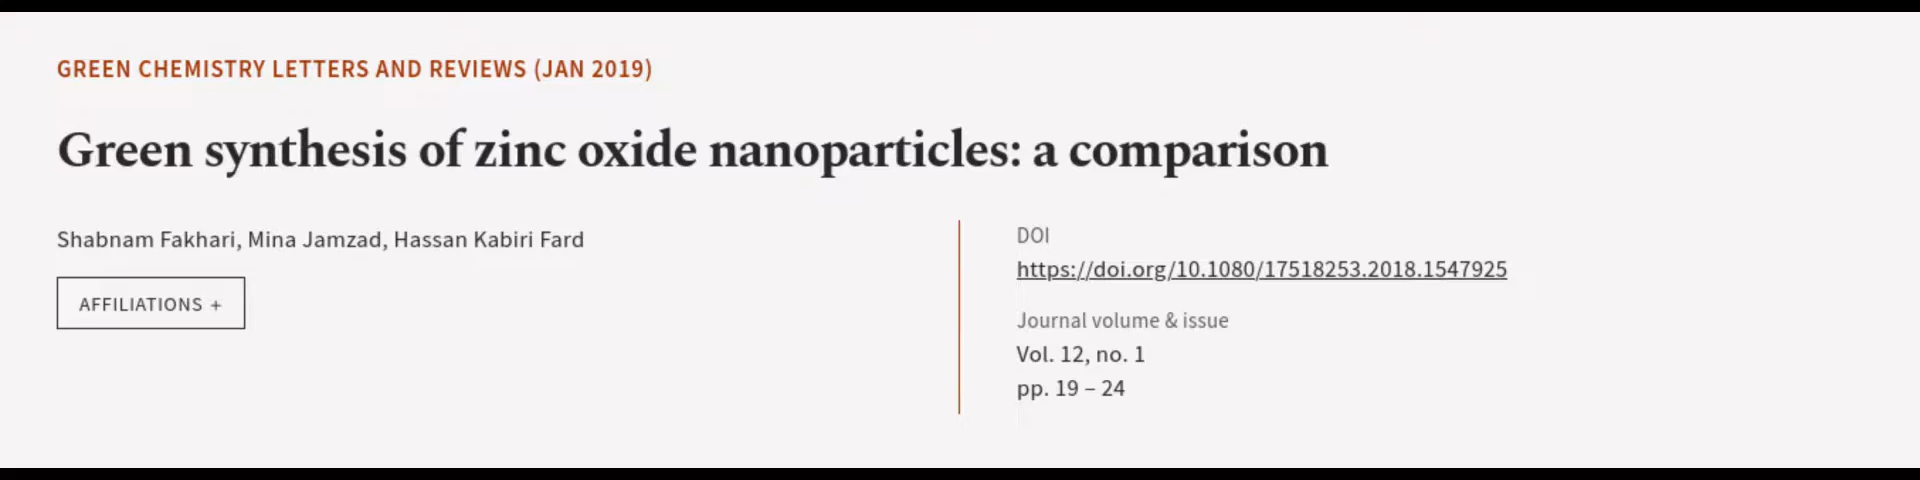 GREEN CHEMISTRY LETTERS AND REVIEWS (JAN 2019)
Green synthesis of zinc oxide nanoparticles: a comparison
Shabnam Fakhari, Mina Jamzad, Hassan Kabiri Fard
AFFILIATIONS +
DOI
https://doi.org/10.1080/17518253.2018.1547925
Journal volume & issue
Vol. 12, no. 1
pp. 19 – 24